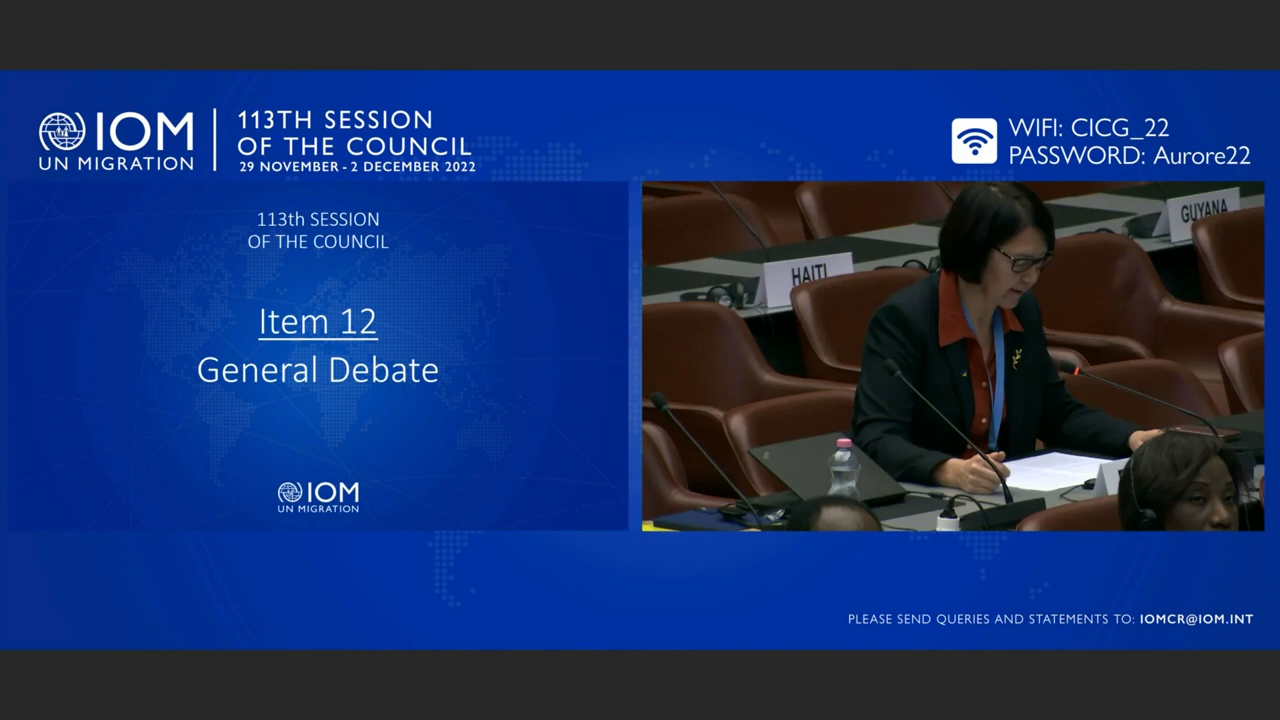 IOM
UN MIGRATION
113TH SESSION
OF THE COUNCIL
29 NOVEMBER - 2 DECEMBER 2022
WIFI: CICG_22
PASSWORD: Aurore22
113th SESSION
OF THE COUNCIL
Item 12
General Debate
IOM
UN MIGRATION
HAITI
GUYANA
PLEASE SEND QUERIES AND STATEMENTS TO: IOMCR@IOM.INT